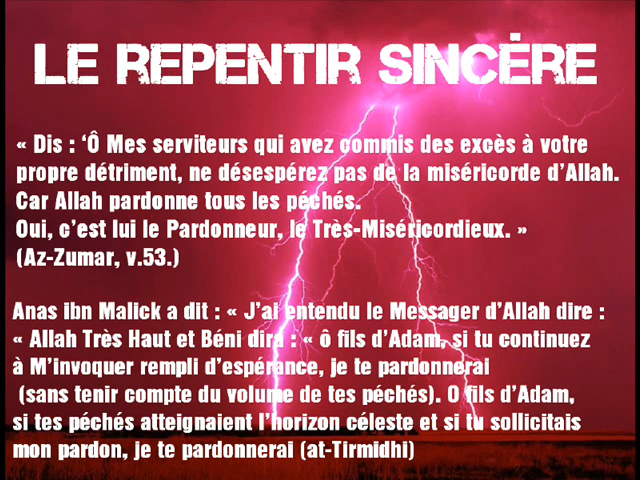 LE REPENTIR SINCÈRE
« Dis : ‘Ô Mes serviteurs qui avez commis des excès à votre
propre détriment, ne désespérez pas de la miséricorde d’Allah.
Car Allah pardonne tous les péchés.
Oui, c’est lui le Pardonneur, le Très-Miséricordieux. »
(Az-Zumar, v.53.)
Anas ibn Malick a dit : « J’ai entendu le Messager d’Allah dire :
« Allah Très Haut et Béni dira : « ô fils d’Adam, si tu continuez
à M’invoquer rempli d’espérance, je te pardonnerai
(sans tenir compte du volume de tes péchés). O fils d’Adam,
si tes péchés atteignaient l’horizon céleste et si tu sollicitais
mon pardon, je te pardonnerai (at-Tirmidhi)